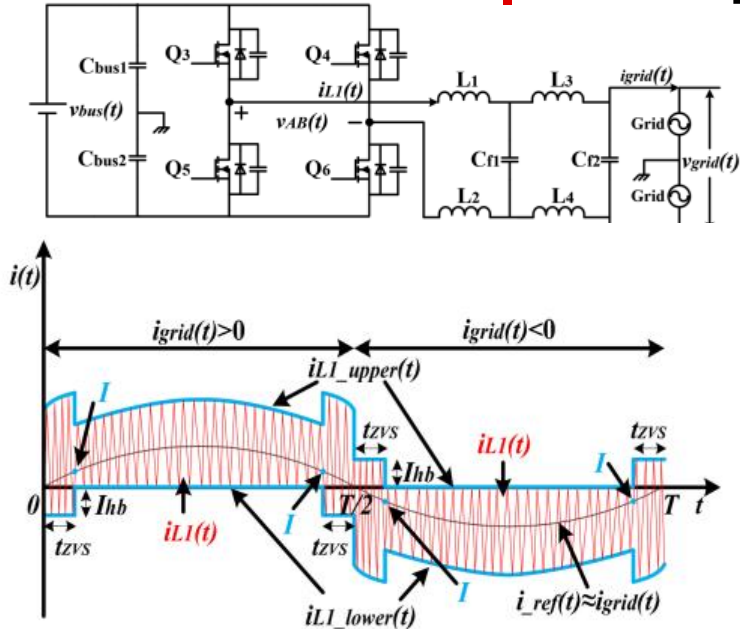 Q3 Q4
Cbus1
iL1(t) L1 L3 igrid(t)
vbus(t) + vAB(t) − Grid
Cf1 Cf2 vgrid(t)
Cbus2 Q5 Q6 Grid
L2 L4
i(t)
igrid(t)>0 igrid(t)<0
iL1_upper(t)
I tZVS iL1(t) tZVS
Ihb I Ihb
0 T/2 T t
tZVS iL1(t) I tZVS
iL1_lower(t) I i_ref(t)≈igrid(t)